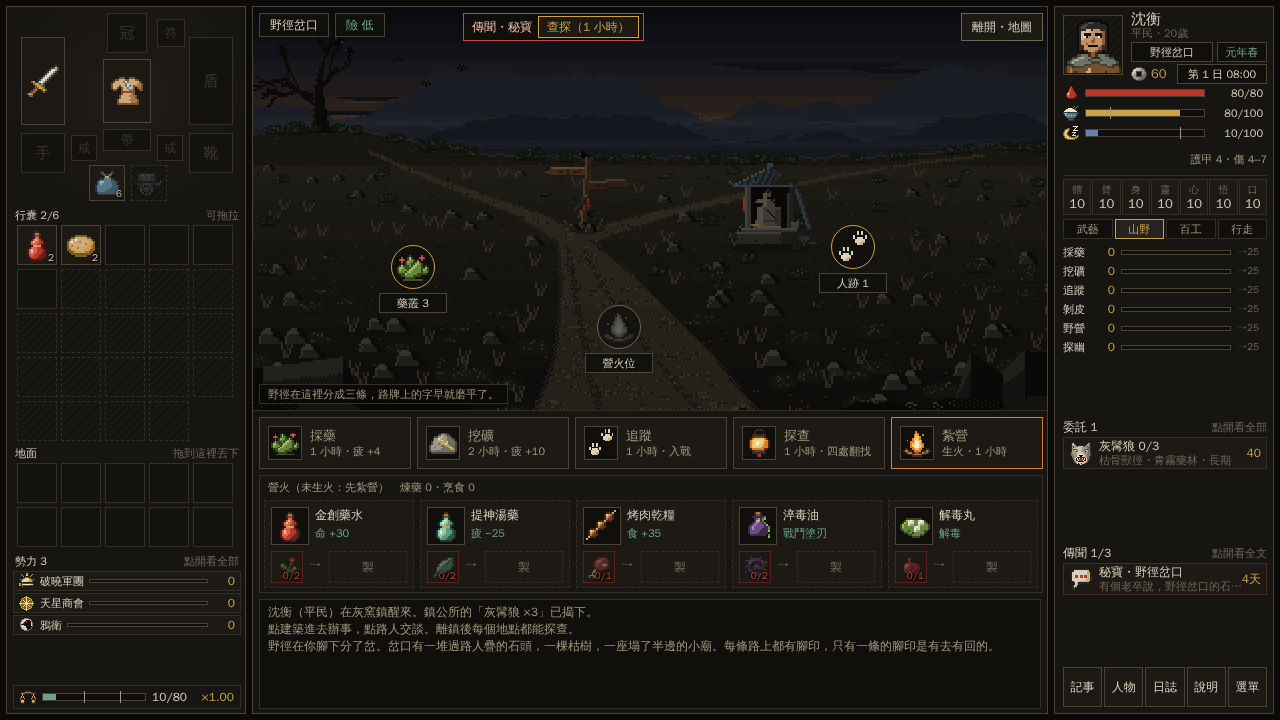 冠
符
盾
手
戒
帶
戒
靴
6
行囊 2/6
可拖拉
2
2
地面
拖到這裡丟下
勢力 3
點開看全部
破曉軍團
0
天星商會
0
鴉衛
0
10/80
×1.00
野徑岔口
險 低
傳聞・秘寶
查探（1 小時）
離開・地圖
藥叢 3
人跡 1
營火位
野徑在這裡分成三條，路牌上的字早就磨平了。
採藥
1 小時・疲 +4
挖礦
2 小時・疲 +10
追蹤
1 小時・入戰
探查
1 小時・四處翻找
紮營
生火・1 小時
營火（未生火：先紮營）　煉藥 0・烹食 0
金創藥水
命 +30
0/2
→
製
提神湯藥
疲 −25
0/2
→
製
烤肉乾糧
食 +35
0/1
→
製
淬毒油
戰鬥塗刃
0/2
→
製
解毒丸
解毒
0/1
→
製
沈衡（平民）在灰窯鎮醒來。鎮公所的「灰髯狼 ×3」已揭下。
點建築進去辦事，點路人交談。離鎮後每個地點都能探查。
野徑在你腳下分了岔。岔口有一堆過路人疊的石頭，一棵枯樹，一座塌了半邊的小廟。每條路上都有腳印，只有一條的腳印是有去有回的。
沈衡
平民・20歲
野徑岔口
元年春
60
第 1 日 08:00
80/80
80/100
10/100
護甲 4・傷 4–7
體
臂
身
靈
心
悟
口
10
10
10
10
10
10
10
武藝
山野
百工
行走
採藥
0
→25
挖礦
0
→25
追蹤
0
→25
剝皮
0
→25
野營
0
→25
探幽
0
→25
委託 1
點開看全部
灰髯狼 0/3
枯骨獸徑・青霧藥林・長期
40
傳聞 1/3
點開看全文
秘寶・野徑岔口
有個老卒說，野徑岔口的石…
4天
記事
人物
日誌
說明
選單